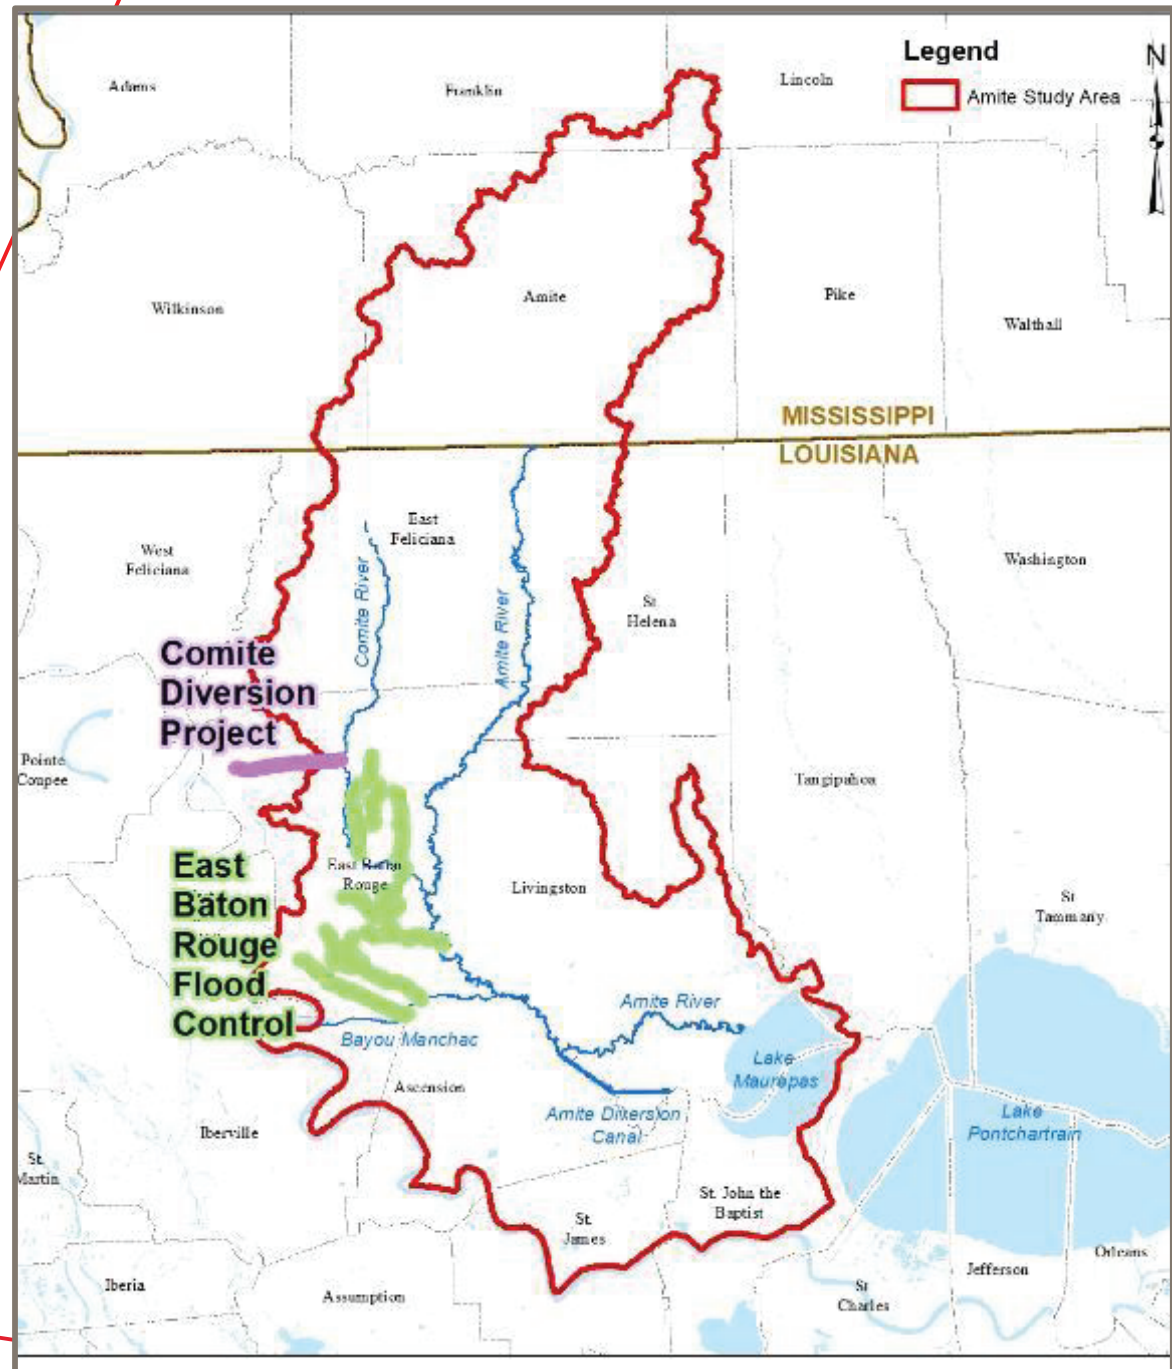 Legend
N
Amite Study Area
Adams
Franklin
Lincoln
Wilkinson
Amite
Pike
Walthall
MISSISSIPPI
LOUISIANA
West
Feliciana
East
Feliciana
Comite River
Amite River
St.
Helena
Washington
Comite
Diversion
Project
Pointe
Coupee
Tangipahoa
East
Baton
Rouge
Flood
Control
East Baton
Rouge
Livingston
St
Tammany
Amite River
Bayou Manchac
Lake
Maurepas
Ascension
Amite Diversion
Canal
Lake
Pontchartrain
Iberville
St.
Martin
St. John the
Baptist
St.
James
Orleans
Jefferson
Iberia
Assumption
St
Charles